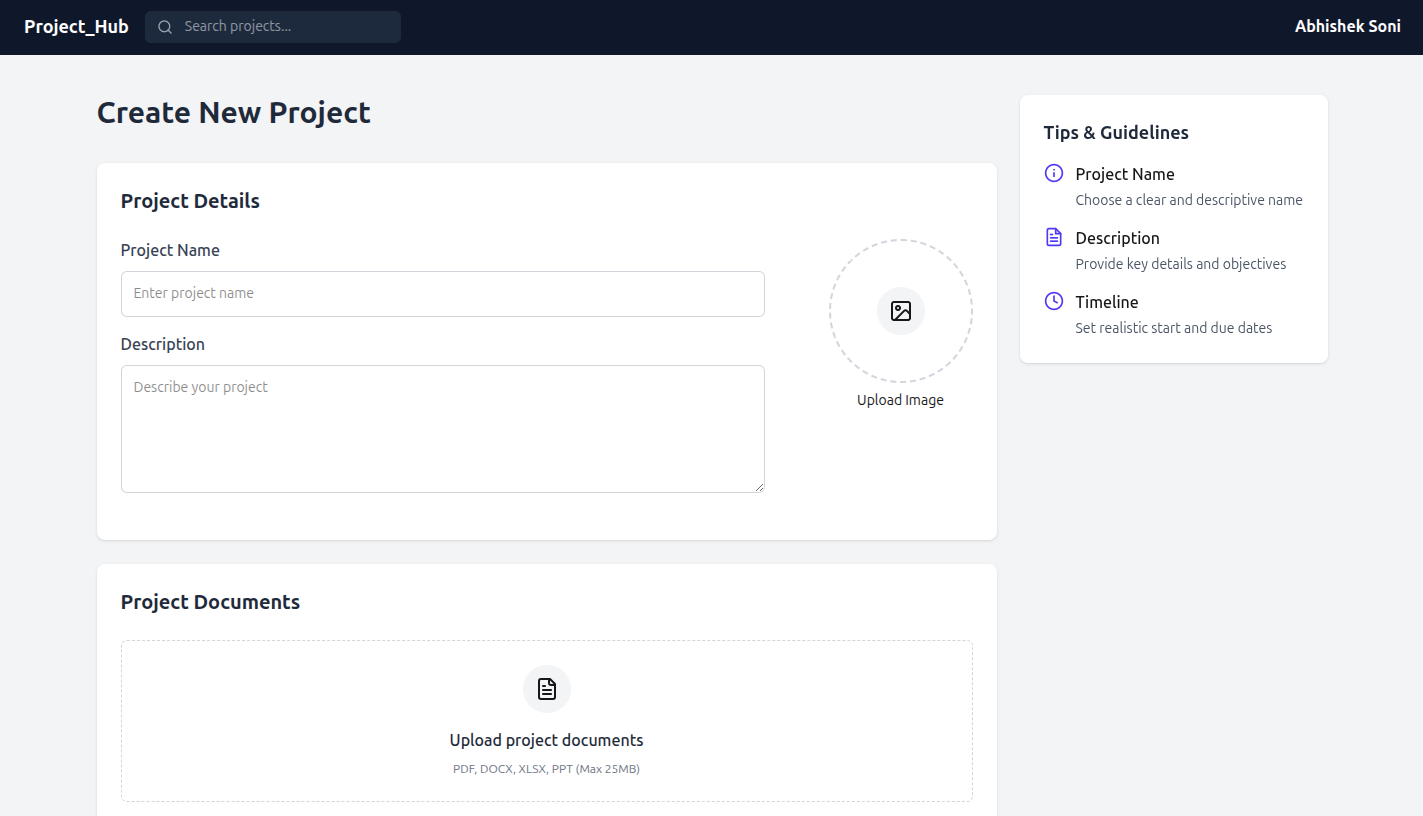 Project_Hub
Search projects...
Abhishek Soni
Create New Project
Project Details
Project Name
Enter project name
Description
Describe your project
Upload Image
Project Documents
Upload project documents
PDF, DOCX, XLSX, PPT (Max 25MB)
Tips & Guidelines
Project Name
Choose a clear and descriptive name
Description
Provide key details and objectives
Timeline
Set realistic start and due dates